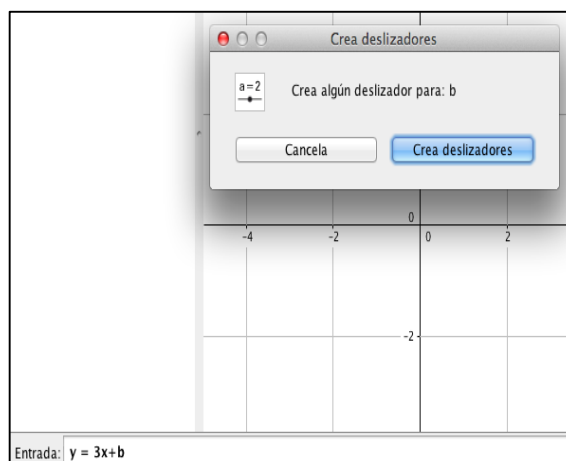 Crea deslizadores
a=2
Crea algún deslizador para: b
Cancela
Crea deslizadores
0
-4
-2
0
2
-2
Entrada: y = 3x+b